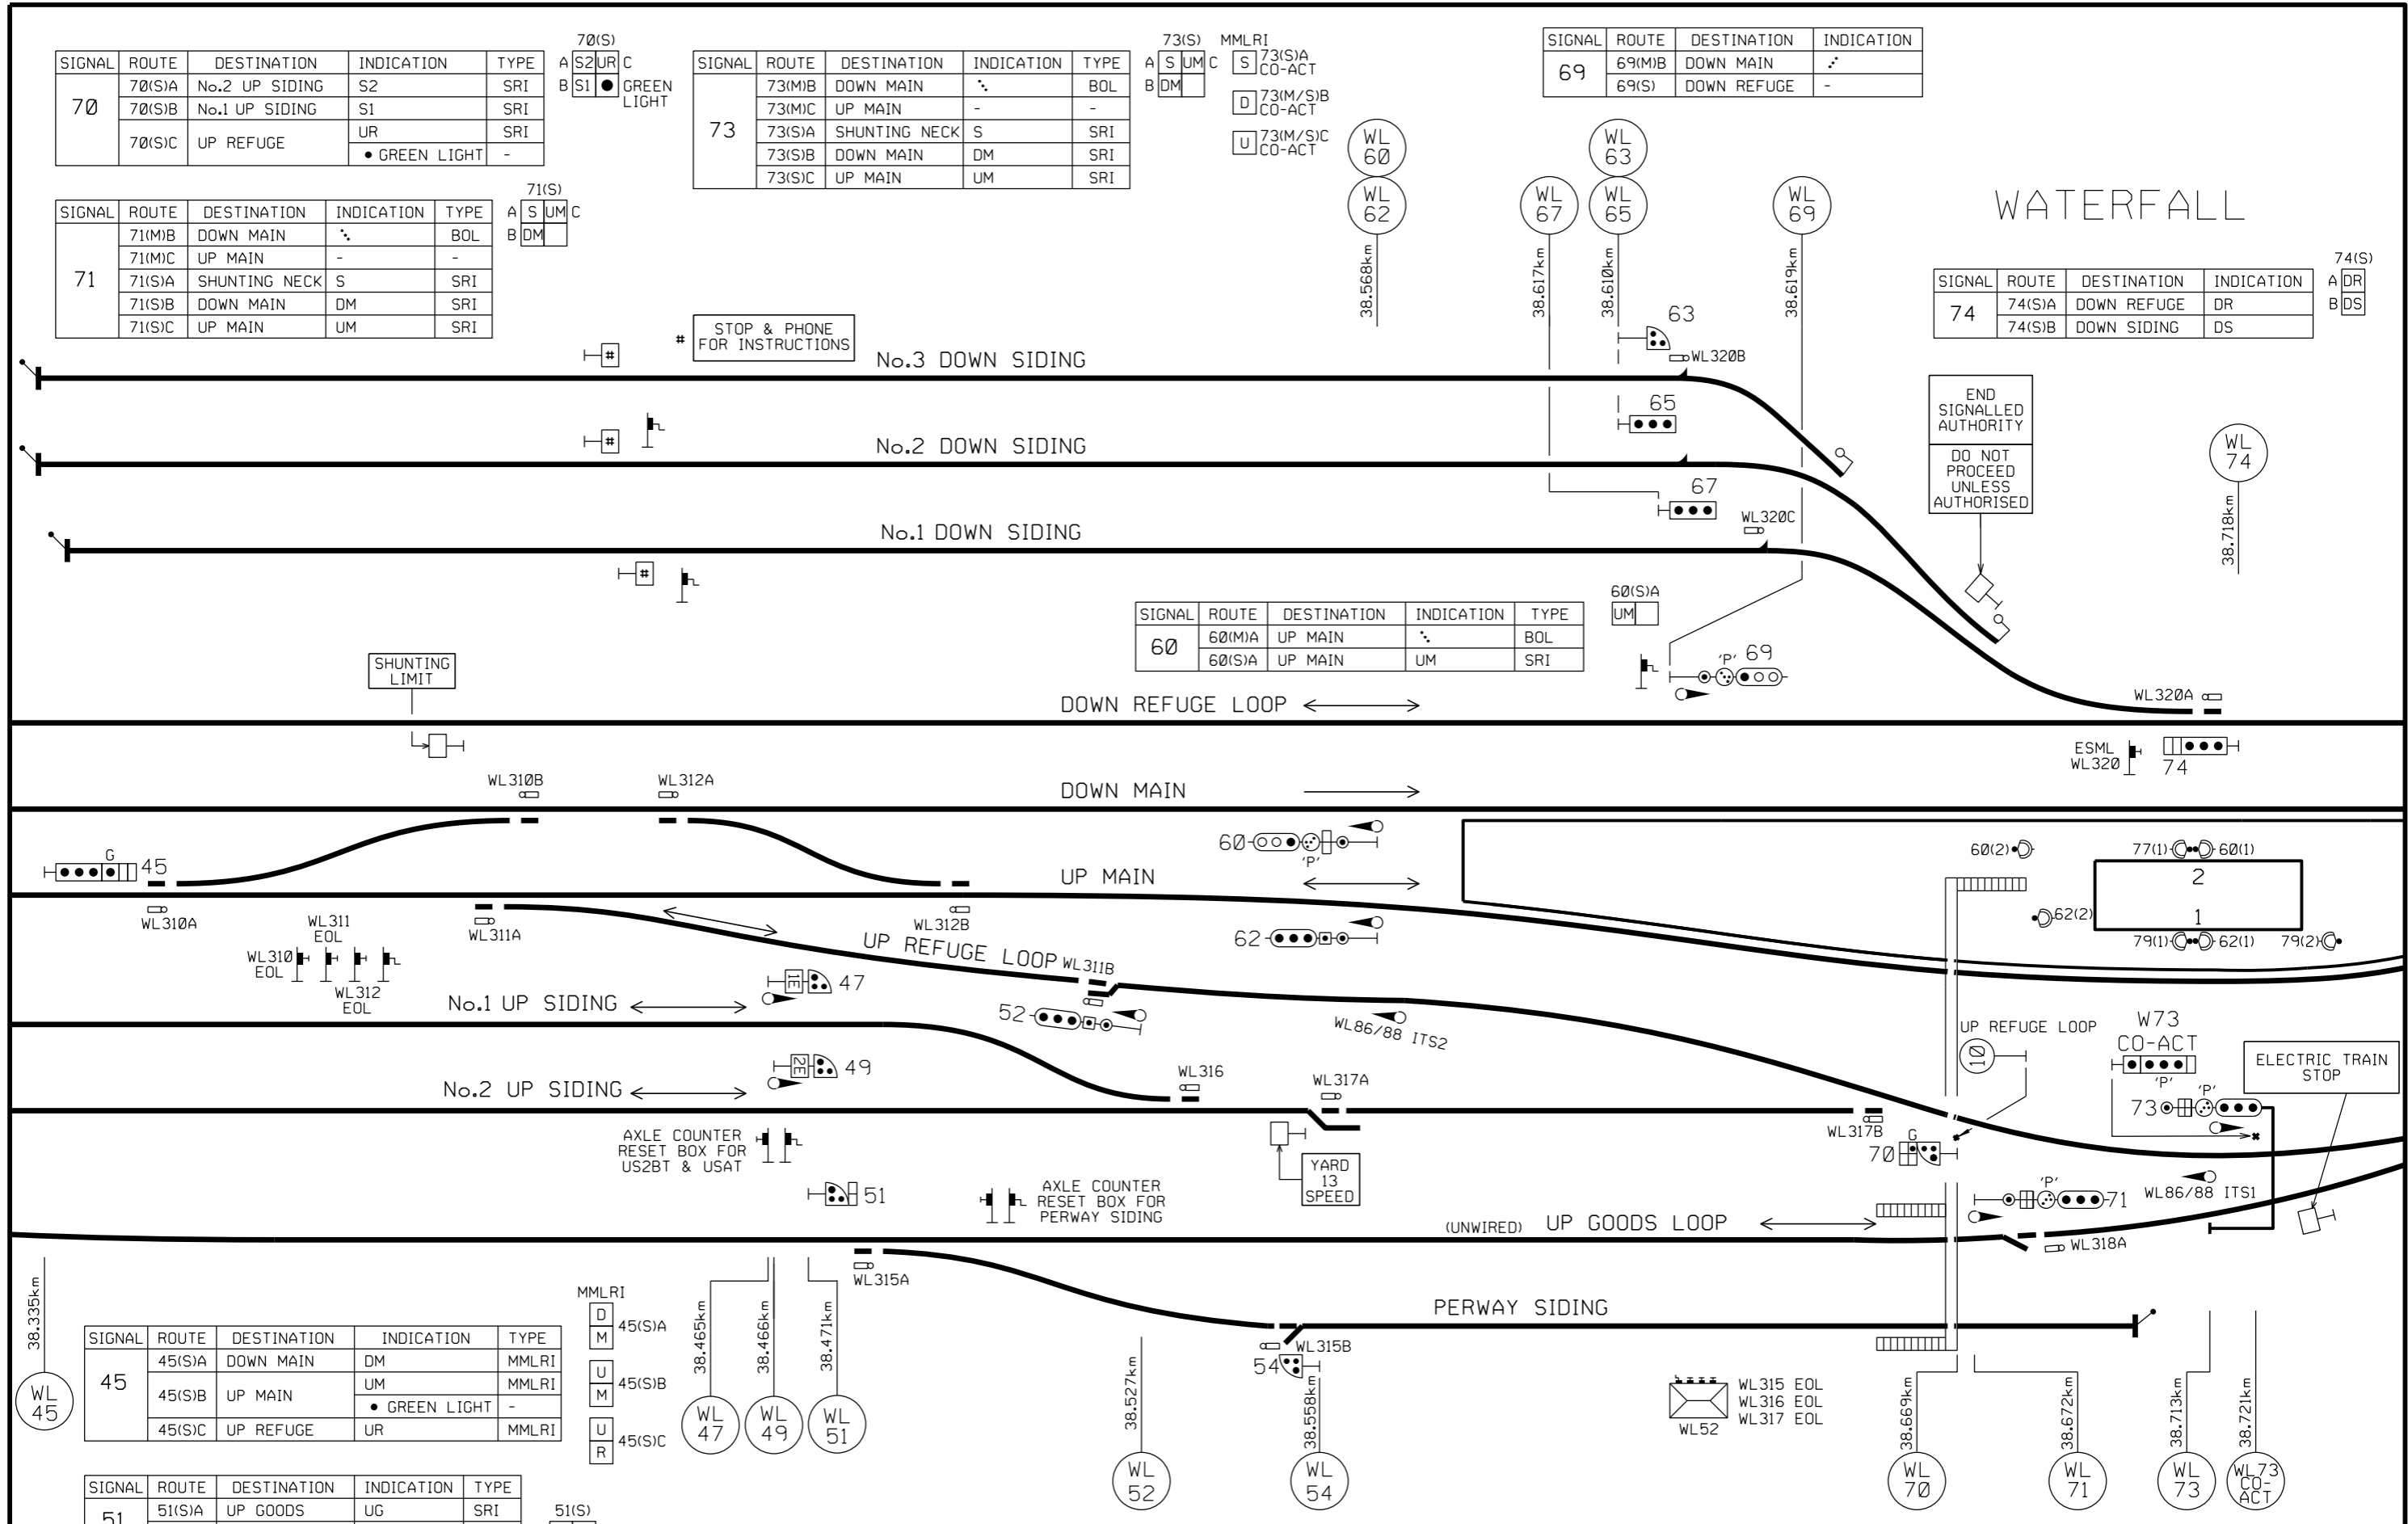 70(S)
SIGNAL ROUTE DESTINATION INDICATION TYPE
70
70(S)A No.2 UP SIDING S2 SRI
70(S)B No.1 UP SIDING S1 SRI
70(S)C UP REFUGE UR SRI
● GREEN LIGHT -
A S2 UR C
B S1 ● GREEN
LIGHT
71(S)
SIGNAL ROUTE DESTINATION INDICATION TYPE
71
71(M)B DOWN MAIN BOL
71(M)C UP MAIN - -
71(S)A SHUNTING NECK S SRI
71(S)B DOWN MAIN DM SRI
71(S)C UP MAIN UM SRI
A S UM C
B DM
73(S)
SIGNAL ROUTE DESTINATION INDICATION TYPE
73
73(M)B DOWN MAIN BOL
73(M)C UP MAIN - -
73(S)A SHUNTING NECK S SRI
73(S)B DOWN MAIN DM SRI
73(S)C UP MAIN UM SRI
A S UM C
B DM
MMLRI
S 73(S)A
CO-ACT
D 73(M/S)B
CO-ACT
U 73(M/S)C
CO-ACT
SIGNAL ROUTE DESTINATION INDICATION
69
69(M)B DOWN MAIN
69(S) DOWN REFUGE -
WL
60
WL
62
38.568km
WL
67
38.617km
WL
63
WL
65
38.610km
WL
69
38.619km
WATERFALL
74(S)
SIGNAL ROUTE DESTINATION INDICATION
74
74(S)A DOWN REFUGE DR
74(S)B DOWN SIDING DS
A DR
B DS
# STOP & PHONE
FOR INSTRUCTIONS
#
No.3 DOWN SIDING
63
WL320B
#
No.2 DOWN SIDING
65
67
#
No.1 DOWN SIDING
WL320C
END
SIGNALLED
AUTHORITY
DO NOT
PROCEED
UNLESS
AUTHORISED
WL
74
38.718km
60(S)A
SIGNAL ROUTE DESTINATION INDICATION TYPE
60
60(M)A UP MAIN BOL
60(S)A UP MAIN UM SRI
UM
'P' 69
SHUNTING
LIMIT
DOWN REFUGE LOOP
WL320A
ESML
WL320
74
WL310B
WL312A
DOWN MAIN
G
45
60
'P'
UP MAIN
WL310A
WL311
EOL
WL311A
WL312B
WL310
EOL
WL312
EOL
62
60(2)
77(1)
60(1)
2
1
62(2)
79(1)
62(1)
79(2)
UP REFUGE LOOP
WL311B
1E
47
No.1 UP SIDING
52
WL86/88 ITS2
2E
49
No.2 UP SIDING
WL316
WL317A
WL317B
UP REFUGE LOOP
10
W73
CO-ACT
'P'
'P'
73
ELECTRIC TRAIN
STOP
AXLE COUNTER
RESET BOX FOR
US2BT & USAT
YARD
13
SPEED
G
70
51
AXLE COUNTER
RESET BOX FOR
PERWAY SIDING
'P'
71
WL86/88 ITS1
(UNWIRED) UP GOODS LOOP
WL318A
WL315A
PERWAY SIDING
WL315B
54
38.335km
WL
45
MMLRI
SIGNAL ROUTE DESTINATION INDICATION TYPE
45
45(S)A DOWN MAIN DM MMLRI
45(S)B UP MAIN UM MMLRI
● GREEN LIGHT -
45(S)C UP REFUGE UR MMLRI
D
M
45(S)A
U
M
45(S)B
U
R
45(S)C
38.465km
WL
47
38.466km
WL
49
38.471km
WL
51
38.527km
WL
52
38.558km
WL
54
WL52
WL315 EOL
WL316 EOL
WL317 EOL
38.669km
WL
70
38.672km
WL
71
38.713km
WL
73
38.721km
WL73
CO-
ACT
SIGNAL ROUTE DESTINATION INDICATION TYPE
51
51(S)A UP GOODS UG SRI
51(S)